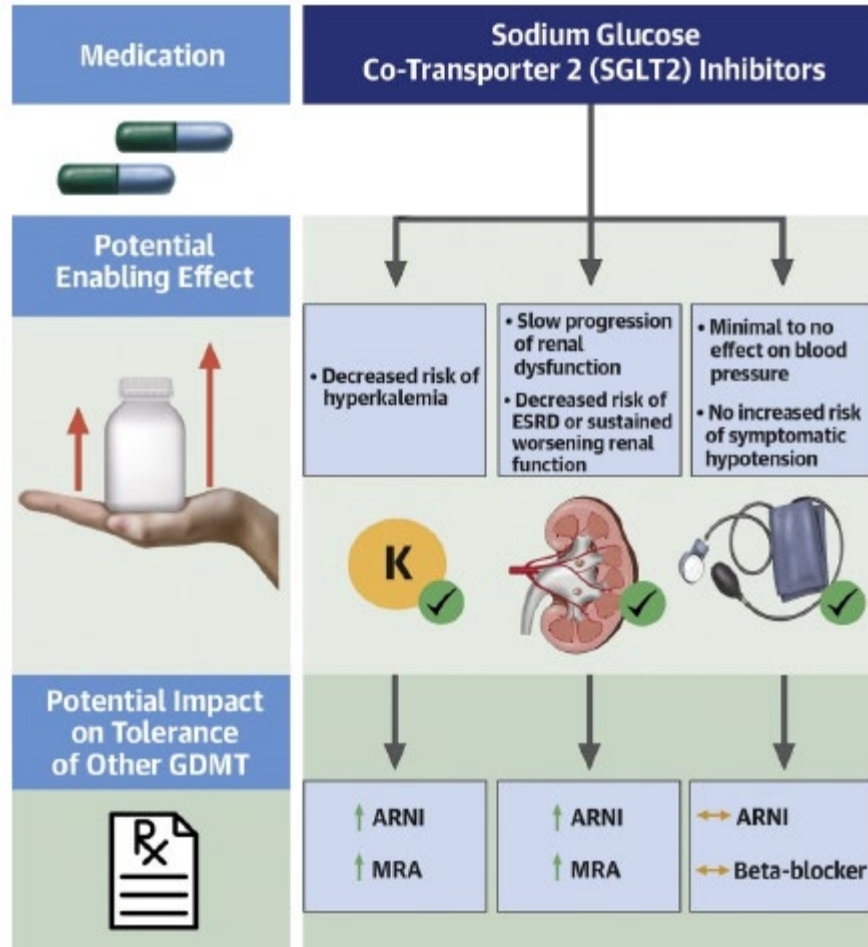 Medication
Sodium Glucose
Co-Transporter 2 (SGLT2) Inhibitors
Potential
Enabling Effect
• Decreased risk of
hyperkalemia
• Slow progression
of renal
dysfunction
• Decreased risk of
ESRD or sustained
worsening renal
function
• Minimal to no
effect on blood
pressure
• No increased risk
of symptomatic
hypotension
K
Potential Impact
on Tolerance
of Other GDMT
Rx
↑ ARNI
↑ MRA
↑ ARNI
↑ MRA
↔ ARNI
↔ Beta-blocker